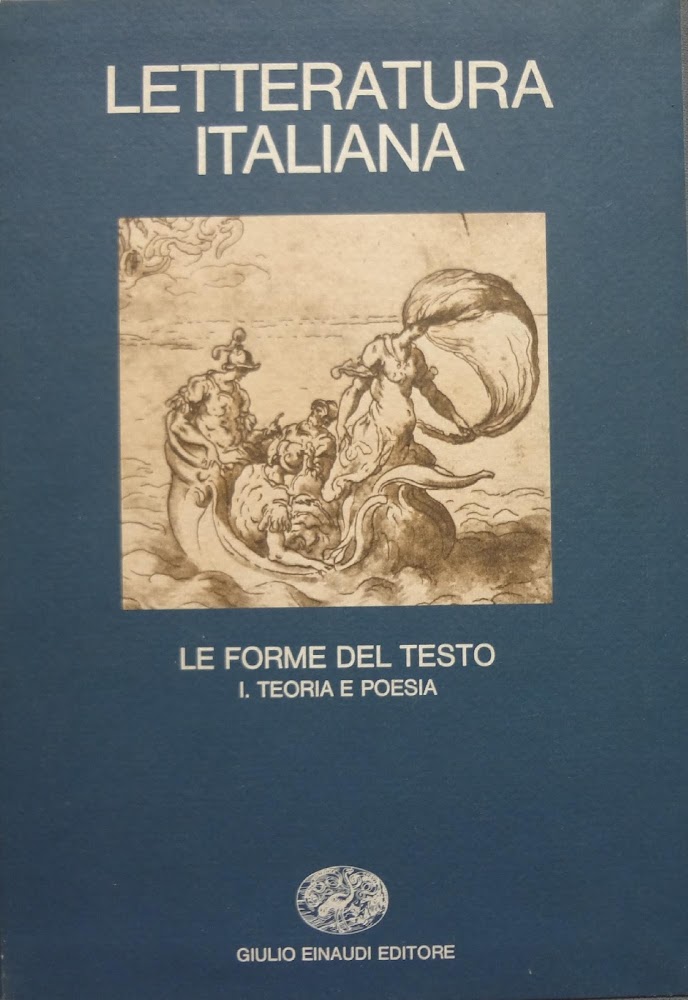 LETTERATURA
ITALIANA
LE FORME DEL TESTO
I. TEORIA E POESIA
GIULIO EINAUDI EDITORE